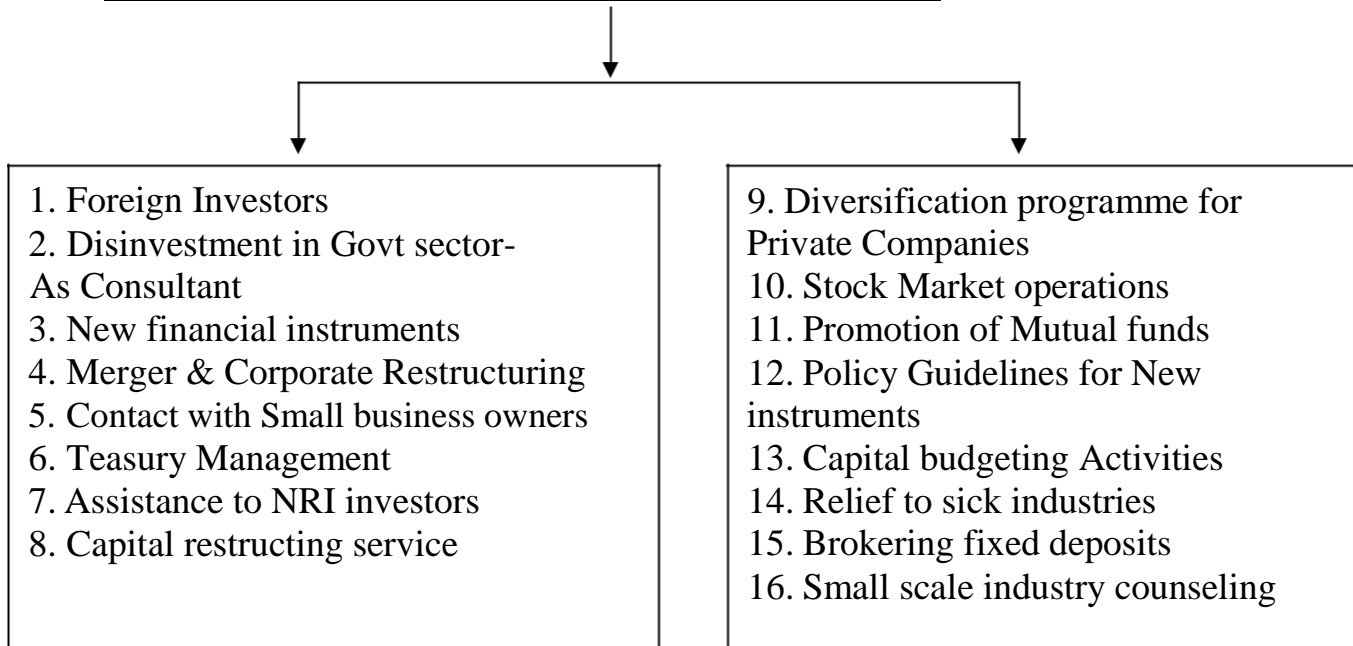 1. Foreign Investors
2. Disinvestment in Govt sector-
As Consultant
3. New financial instruments
4. Merger & Corporate Restructuring
5. Contact with Small business owners
6. Teasury Management
7. Assistance to NRI investors
8. Capital restructing service
9. Diversification programme for
Private Companies
10. Stock Market operations
11. Promotion of Mutual funds
12. Policy Guidelines for New
instruments
13. Capital budgeting Activities
14. Relief to sick industries
15. Brokering fixed deposits
16. Small scale industry counseling